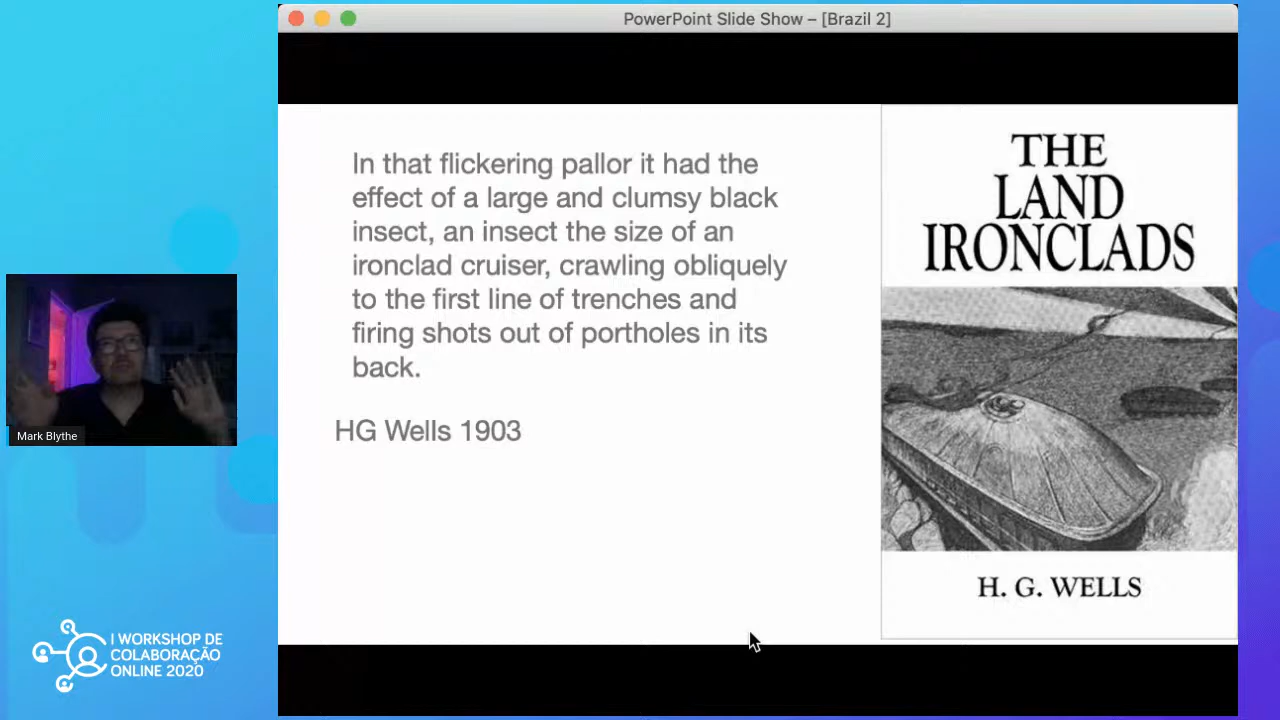 PowerPoint Slide Show – [Brazil 2]
In that flickering pallor it had the
effect of a large and clumsy black
insect, an insect the size of an
ironclad cruiser, crawling obliquely
to the first line of trenches and
firing shots out of portholes in its
back.
HG Wells 1903
THE
LAND
IRONCLADS
H. G. WELLS
Mark Blythe
I WORKSHOP DE
COLABORAÇÃO
ONLINE 2020